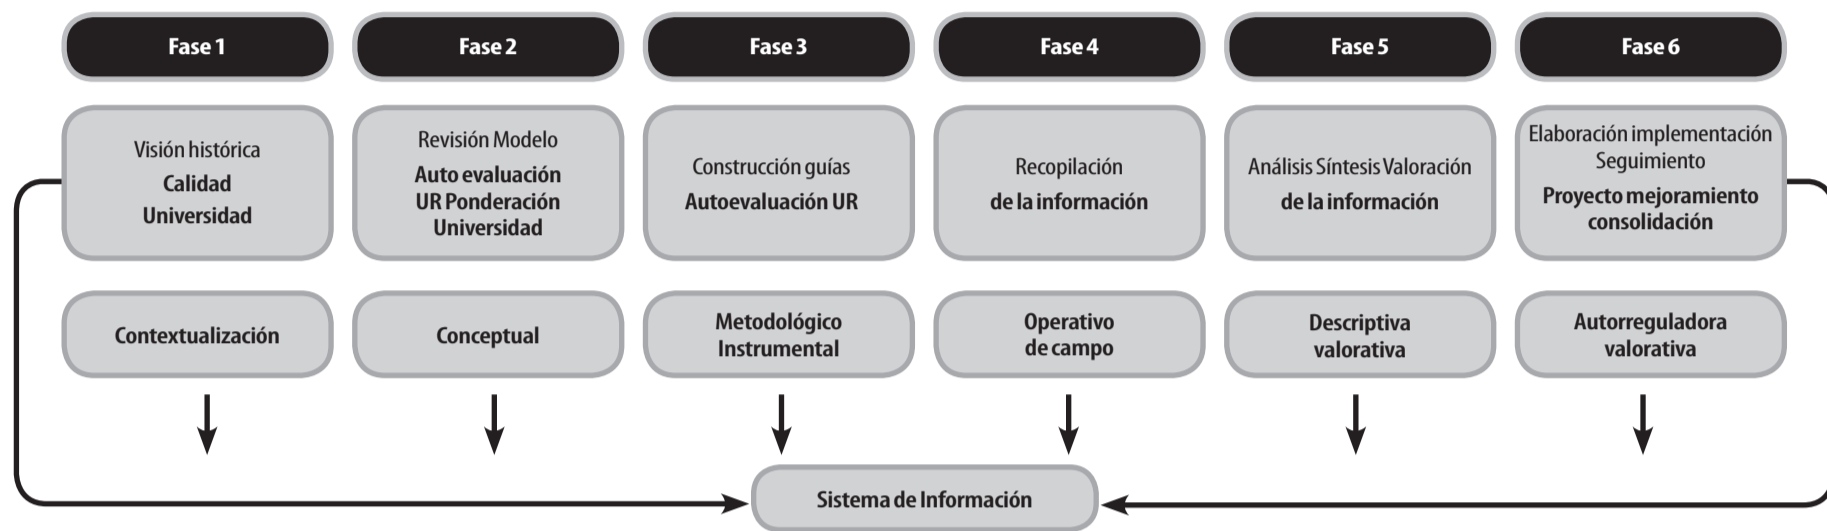 Fase 1
Fase 2
Fase 3
Fase 4
Fase 5
Fase 6
Visión histórica
Calidad
Universidad
Revisión Modelo
Auto evaluación
UR Ponderación
Universidad
Construcción guías
Autoevaluación UR
Recopilación
de la información
Análisis Síntesis Valoración
de la información
Elaboración implementación
Seguimiento
Proyecto mejoramiento
consolidación
Contextualización
Conceptual
Metodológico
Instrumental
Operativo
de campo
Descriptiva
valorativa
Autorreguladora
valorativa
Sistema de Información